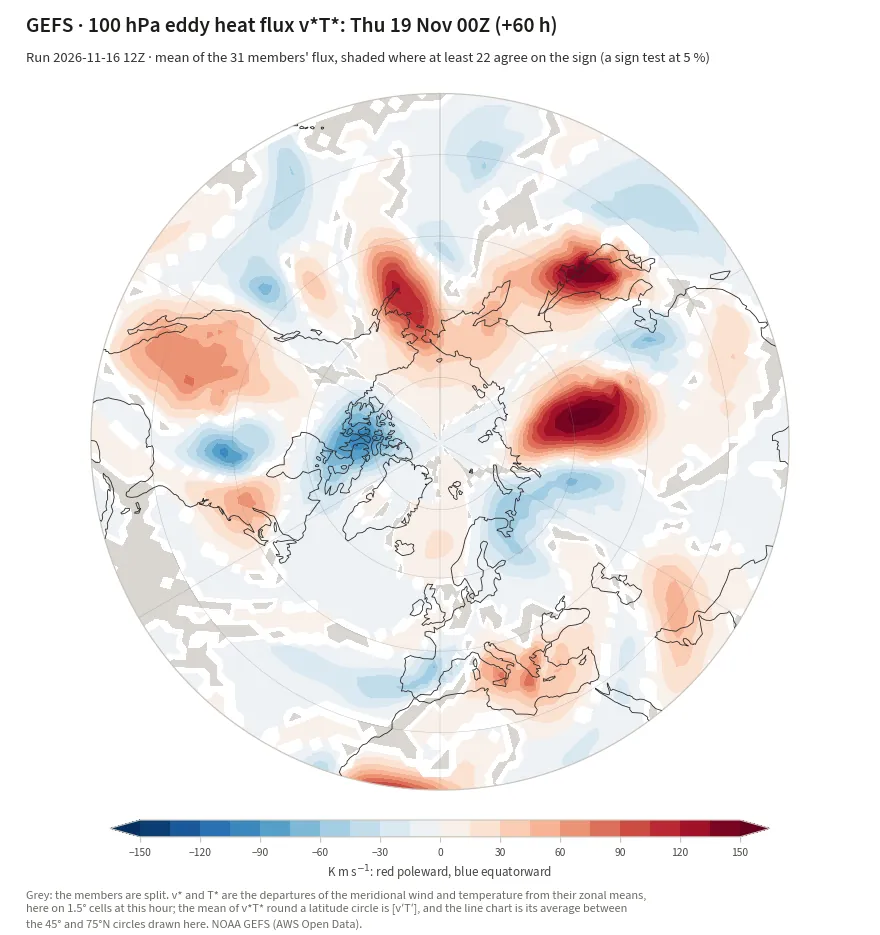 GEFS · 100 hPa eddy heat flux v*T*: Thu 19 Nov 00Z (+60 h)
Run 2026-11-16 12Z · mean of the 31 members' flux, shaded where at least 22 agree on the sign (a sign test at 5 %)
−150 −120 −90 −60 −30 0 30 60 90 120 150
K m s⁻¹: red poleward, blue equatorward
Grey: the members are split. v* and T* are the departures of the meridional wind and temperature from their zonal means,
here on 1.5° cells at this hour; the mean of v*T* round a latitude circle is [v'T'], and the line chart is its average between
the 45° and 75°N circles drawn here. NOAA GEFS (AWS Open Data).